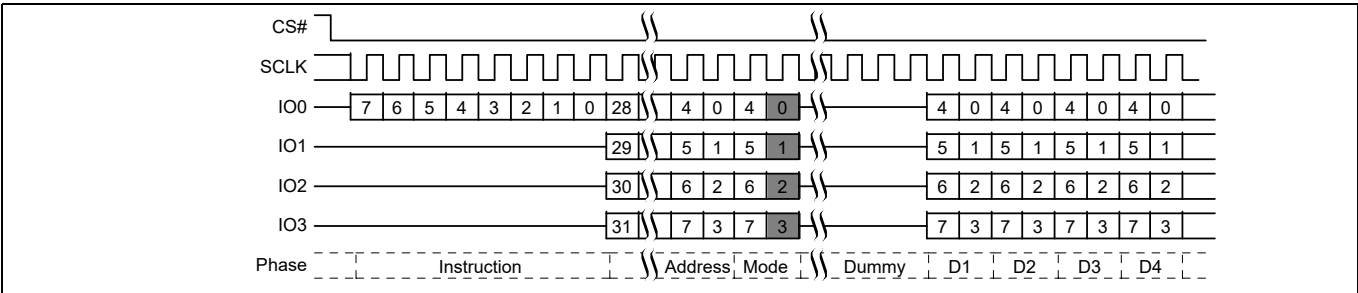 CS#
SCLK
IO0 7 6 5 4 3 2 1 0 28 4 0 4 0 4 0 4 0 4 0 4 0
IO1 29 5 1 5 1 5 1 5 1 5 1 5 1
IO2 30 6 2 6 2 6 2 6 2 6 2 6 2
IO3 31 7 3 7 3 7 3 7 3 7 3 7 3
Phase Instruction Address Mode Dummy D1 D2 D3 D4